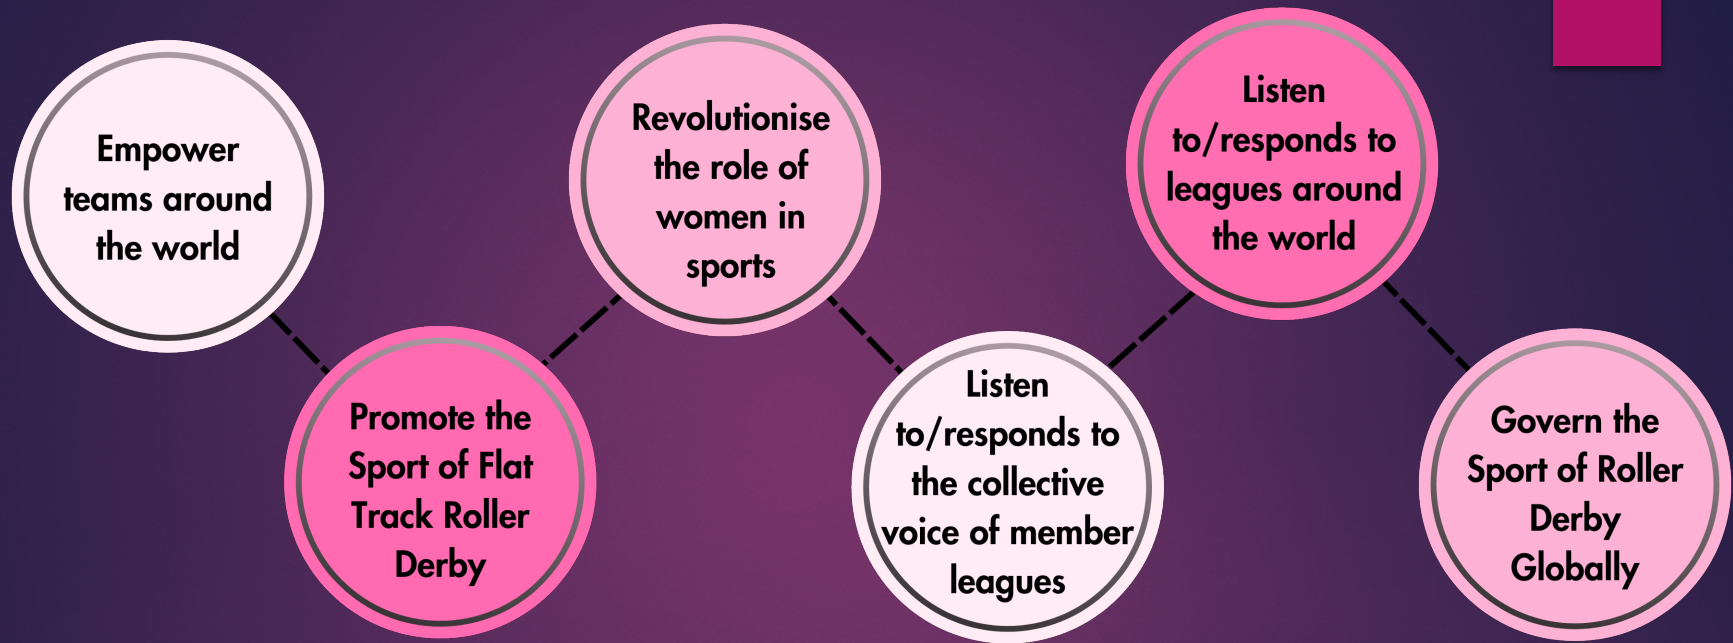 Empower
teams around
the world
Promote the
Sport of Flat
Track Roller
Derby
Revolutionise
the role of
women in
sports
Listen
to/responds to
the collective
voice of member
leagues
Listen
to/responds to
leagues around
the world
Govern the
Sport of Roller
Derby
Globally